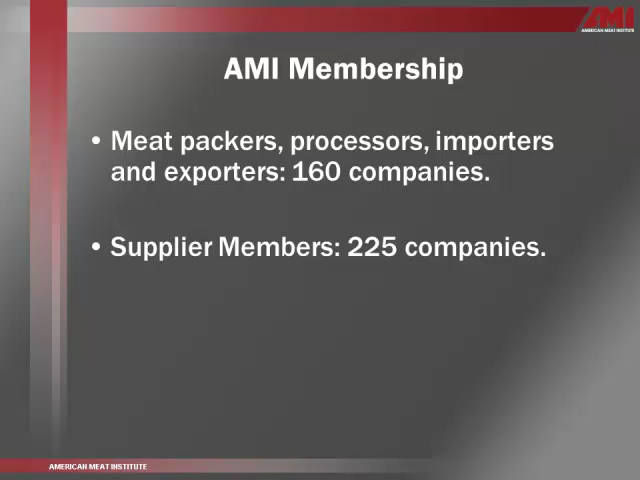 AMI
AMERICAN MEAT INSTITUTE
AMI Membership
• Meat packers, processors, importers
and exporters: 160 companies.
• Supplier Members: 225 companies.
AMERICAN MEAT INSTITUTE